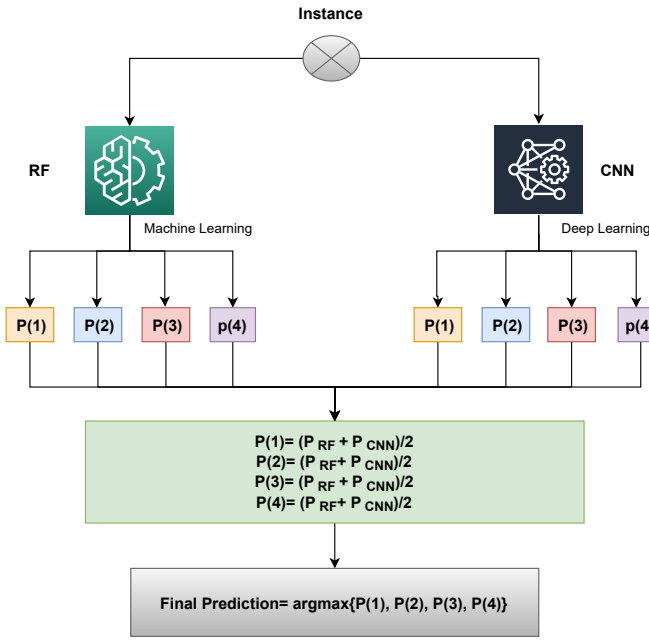 Instance
RF
CNN
Machine Learning
Deep Learning
P(1) P(2) P(3) p(4)
P(1) P(2) P(3) p(4)
P(1)= (P RF + P CNN)/2
P(2)= (P RF+ P CNN)/2
P(3)= (P RF + P CNN)/2
P(4)= (P RF+ P CNN)/2
Final Prediction= argmax{P(1), P(2), P(3), P(4)}